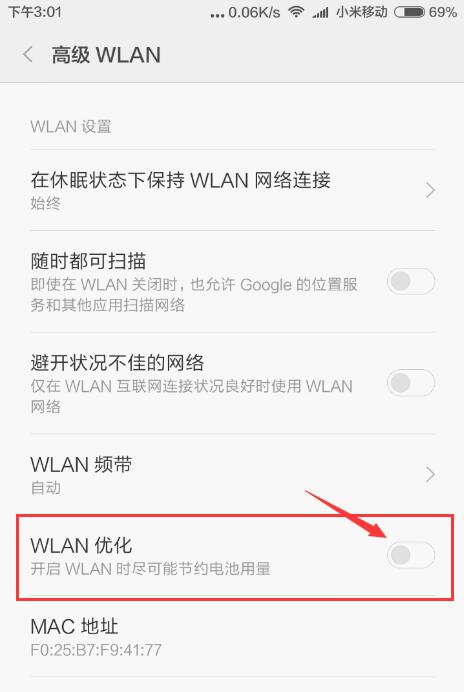 下午3:01 ... 0.06K/s 小米移动 69%
高级 WLAN
WLAN 设置
在休眠状态下保持 WLAN 网络连接
始终
随时都可扫描
即使在 WLAN 关闭时，也允许 Google 的位置服
务和其他应用扫描网络
避开状况不佳的网络
仅在 WLAN 互联网连接状况良好时使用 WLAN
网络
WLAN 频带
自动
WLAN 优化
开启 WLAN 时尽可能节约电池用量
MAC 地址
F0:25:B7:F9:41:77